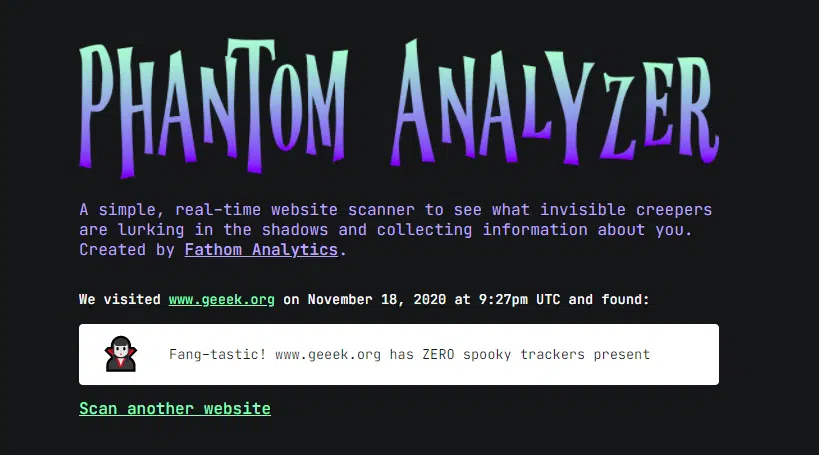 PHANTOM ANALYZER
A simple, real-time website scanner to see what invisible creepers
are lurking in the shadows and collecting information about you.
Created by Fathom Analytics.
We visited www.geeek.org on November 18, 2020 at 9:27pm UTC and found:
Fang-tastic! www.geeek.org has ZERO spooky trackers present
Scan another website